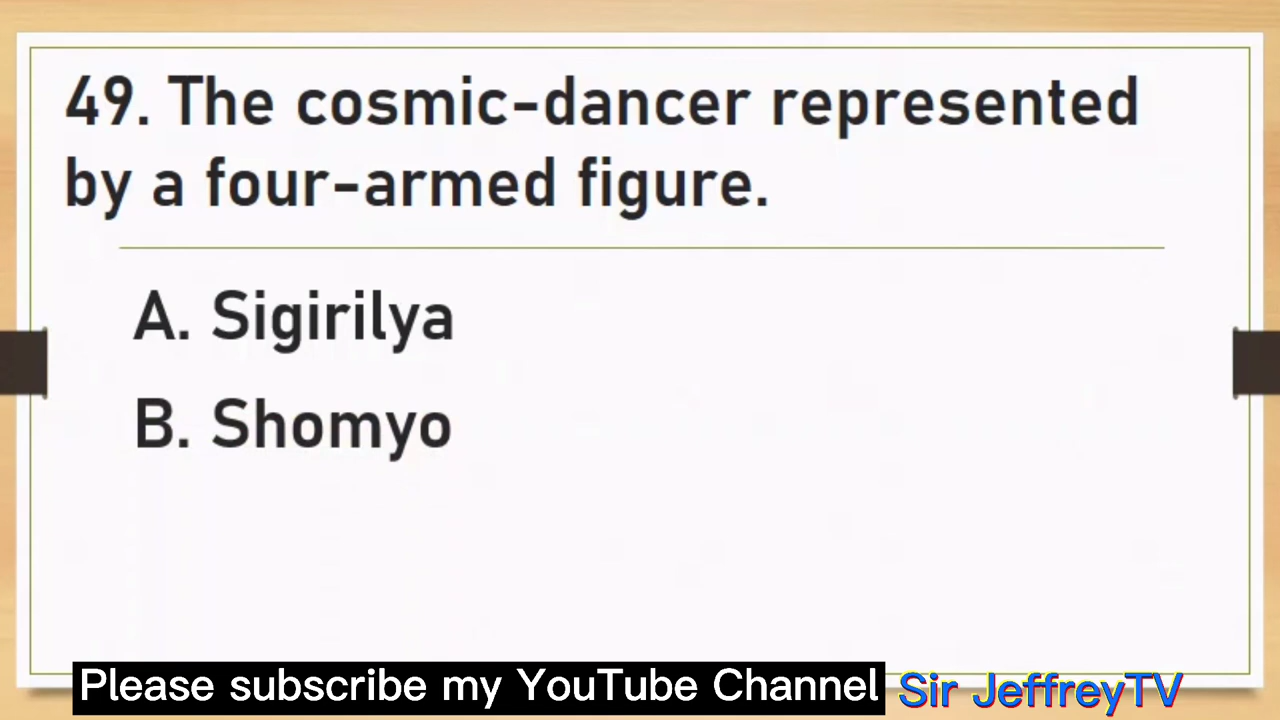 49. The cosmic-dancer represented
by a four-armed figure.
A. Sigirilya
B. Shomyo
Please subscribe my YouTube Channel Sir JeffreyTV